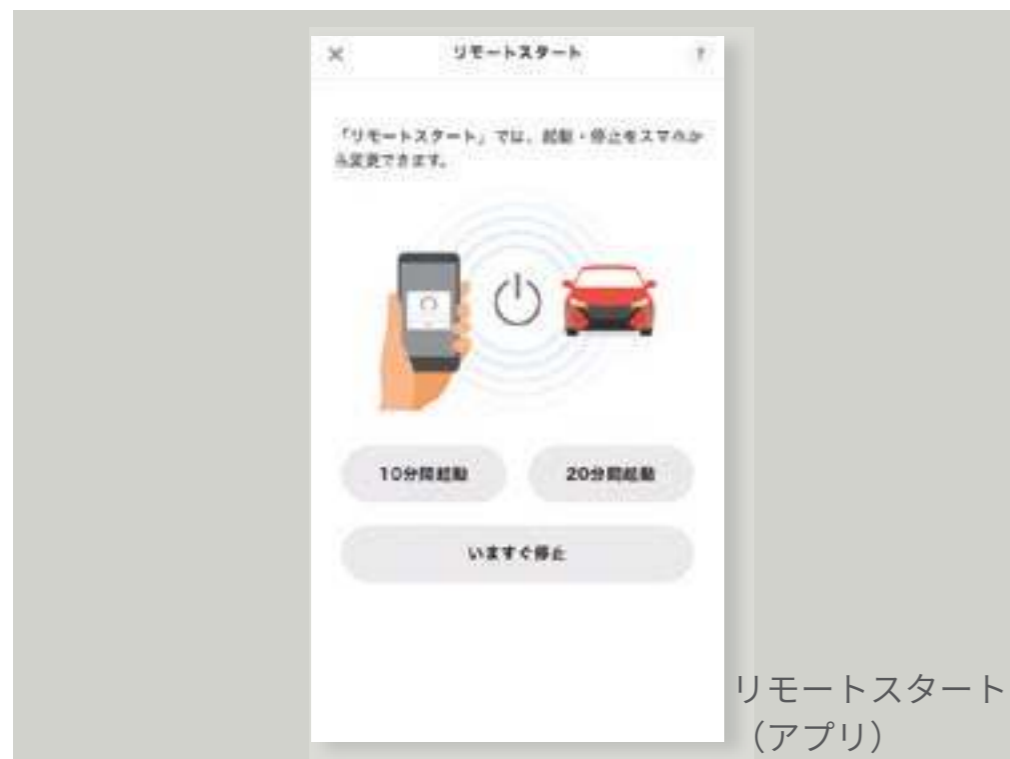 ×
リモートスタート
?
「リモートスタート」では、起動・停止をスマホか
ら変更できます。
10分間起動
20分間起動
いますぐ停止
リモートスタート
（アプリ）